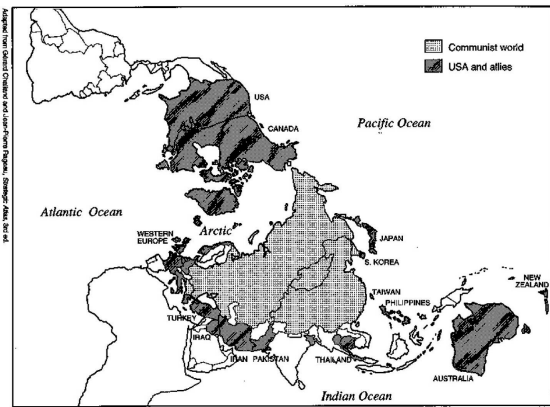 Communist world
USA and allies
USA
CANADA
Pacific Ocean
Atlantic Ocean
Arctic
WESTERN
EUROPE
JAPAN
S. KOREA
TAIWAN
PHILIPPINES
NEW
ZEALAND
TURKEY
IRAQ
IRAN
PAKISTAN
THAILAND
AUSTRALIA
Indian Ocean
Adapted from Gérard Chaliand and Jean-Pierre Rageau, Strategic Atlas, 3rd ed.